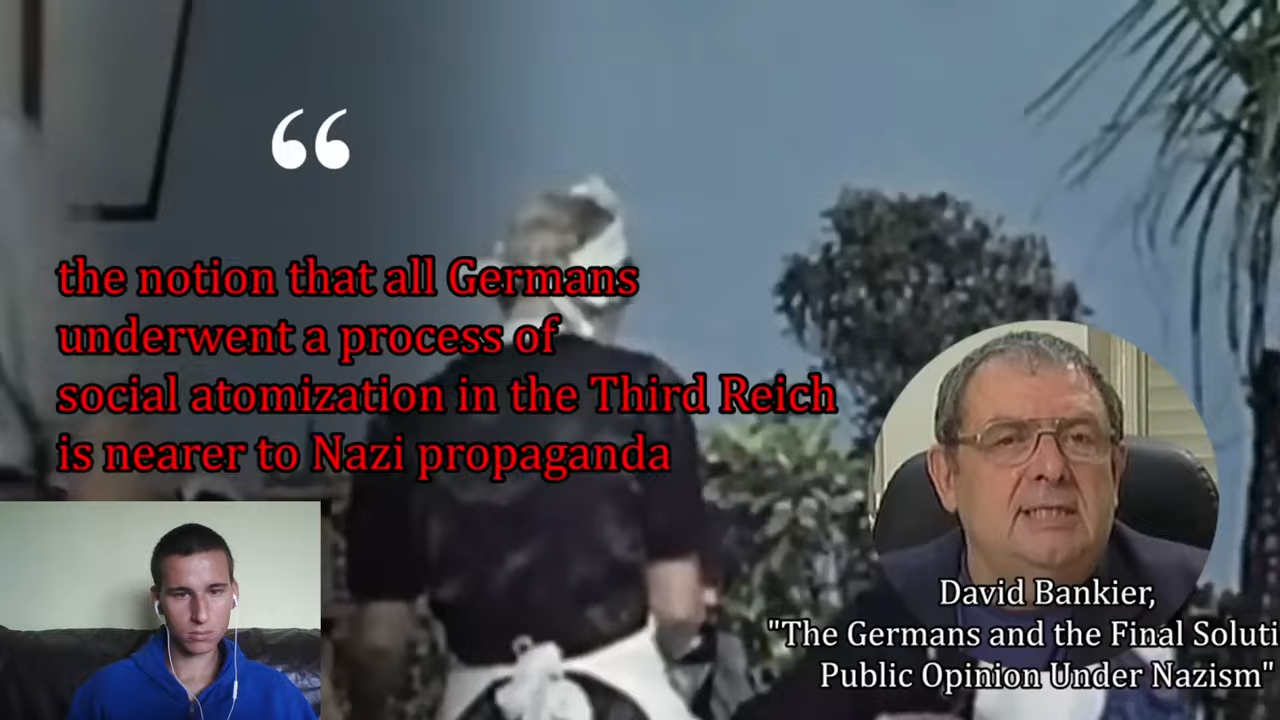 “
the notion that all Germans
underwent a process of
social atomization in the Third Reich
is nearer to Nazi propaganda
David Bankier,
"The Germans and the Final Soluti
Public Opinion Under Nazism"